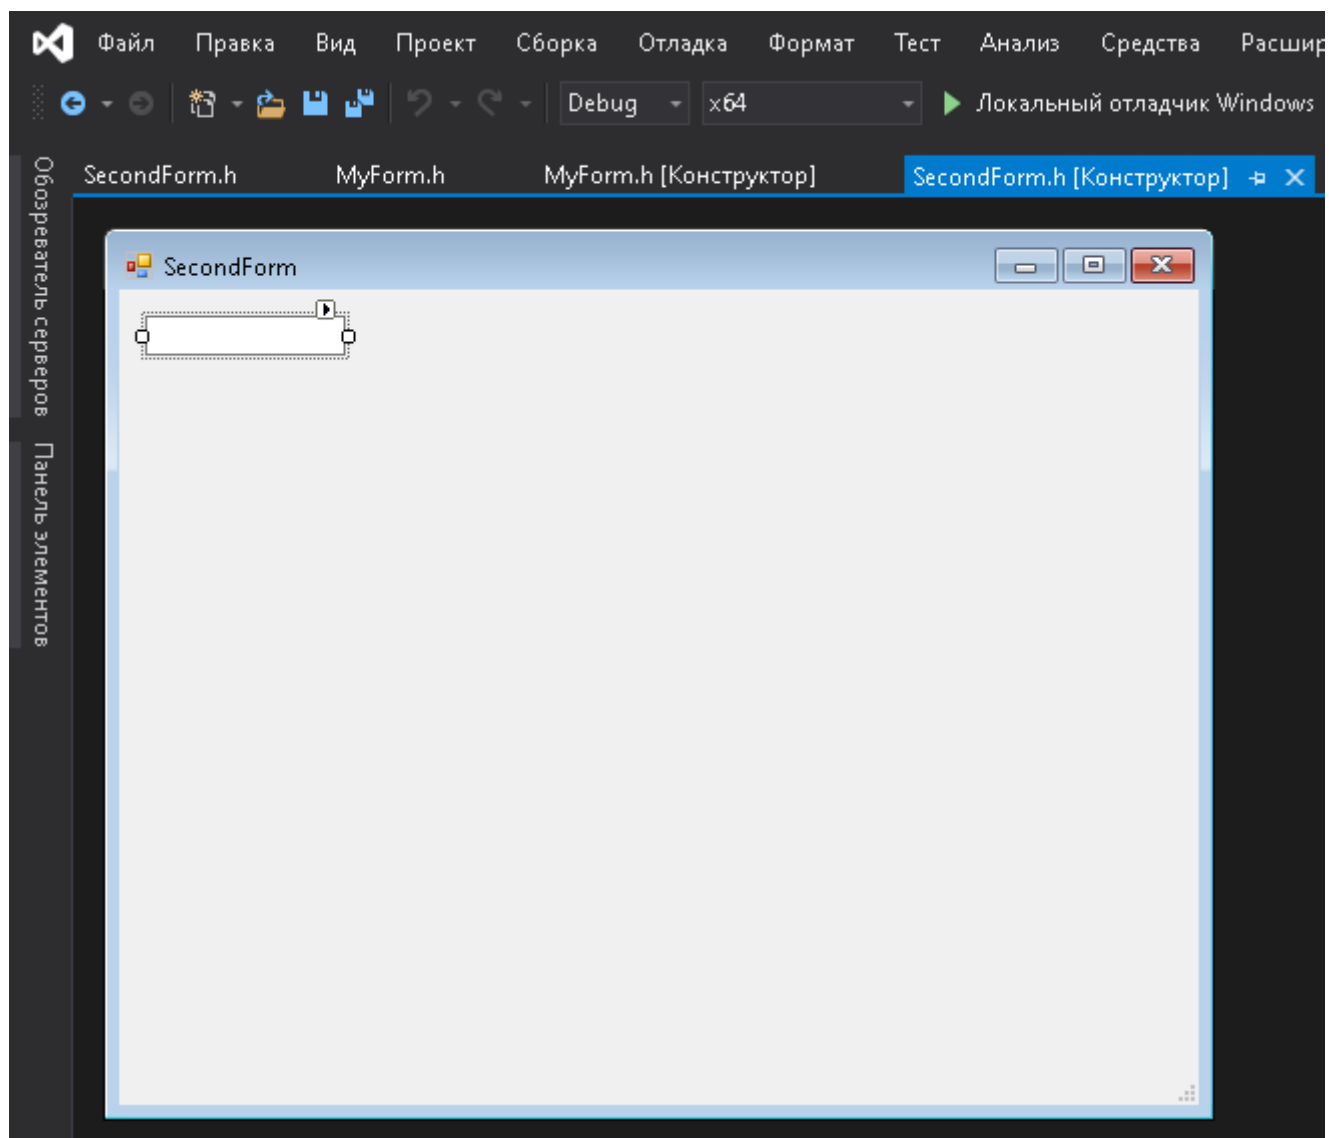 Файл Правка Вид Проект Сборка Отладка Формат Тест Анализ Средства Расшир
Debug x64 Локальный отладчик Windows
SecondForm.h MyForm.h MyForm.h [Конструктор] SecondForm.h [Конструктор]
Обозреватель серверов
Панель элементов
SecondForm